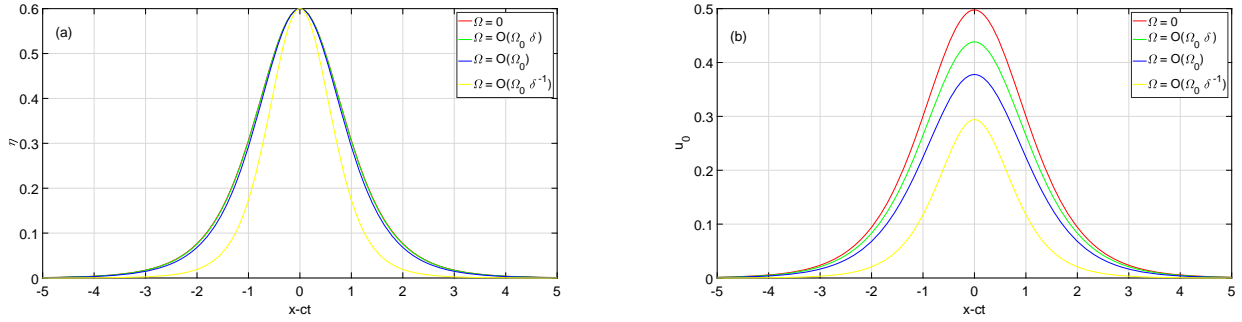 (a)
Ω = 0
Ω = O(Ω₀ δ)
Ω = O(Ω₀)
Ω = O(Ω₀ δ⁻¹)
η
0.6
0.5
0.4
0.3
0.2
0.1
0
-5 -4 -3 -2 -1 0 1 2 3 4 5
x-ct
(b)
Ω = 0
Ω = O(Ω₀ δ)
Ω = O(Ω₀)
Ω = O(Ω₀ δ⁻¹)
u₀
0.5
0.4
0.3
0.2
0.1
0
-5 -4 -3 -2 -1 0 1 2 3 4 5
x-ct